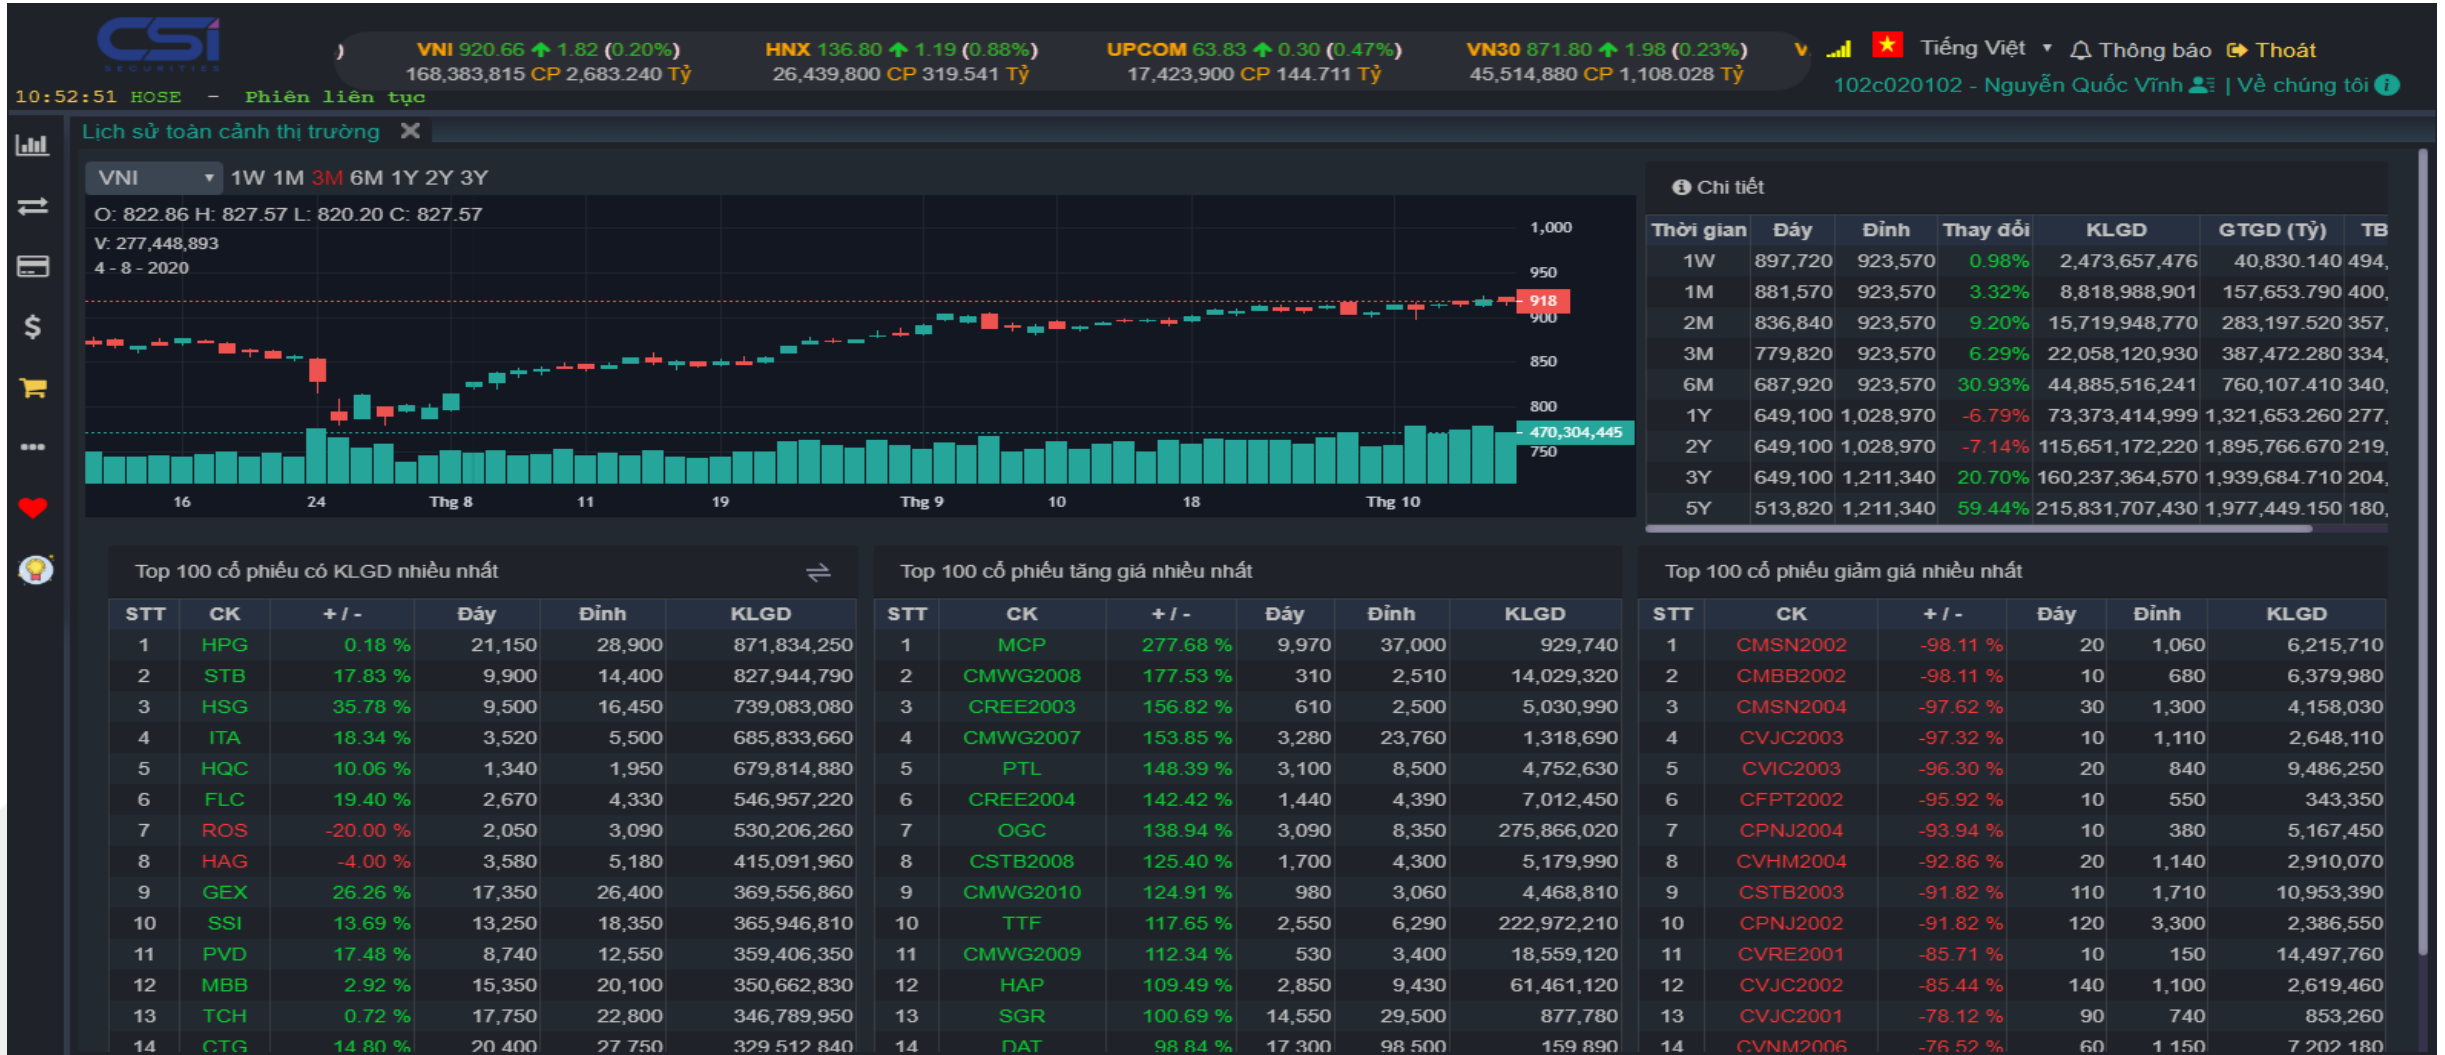 CSi
SECURITIES
)
VNI 920.66 1.82 (0.20%)
168,383,815 CP 2,683.240 Tỷ
HNX 136.80 1.19 (0.88%)
26,439,800 CP 319.541 Tỷ
UPCOM 63.83 0.30 (0.47%)
17,423,900 CP 144.711 Tỷ
VN30 871.80 1.98 (0.23%)
45,514,880 CP 1,108.028 Tỷ
Tiếng Việt Thông báo Thoát
102c020102 - Nguyễn Quốc Vĩnh | Về chúng tôi
10:52:51 HOSE - Phiên liên tục
Lịch sử toàn cảnh thị trường
VNI 1W 1M 3M 6M 1Y 2Y 3Y
O: 822.86 H: 827.57 L: 820.20 C: 827.57
V: 277,448,893
4 - 8 - 2020
1,000
950
918
900
850
800
470,304,445
750
16 24 Thg 8 11 19 Thg 9 10 18 Thg 10
Chi tiết
Thời gian Đáy Đỉnh Thay đổi KLGD GTGD (Tỷ) TB
1W 897,720 923,570 0.98% 2,473,657,476 40,830.140 494,
1M 881,570 923,570 3.32% 8,818,988,901 157,653.790 400,
2M 836,840 923,570 9.20% 15,719,948,770 283,197.520 357,
3M 779,820 923,570 6.29% 22,058,120,930 387,472.280 334,
6M 687,920 923,570 30.93% 44,885,516,241 760,107.410 340,
1Y 649,100 1,028,970 -6.79% 73,373,414,999 1,321,653.260 277,
2Y 649,100 1,028,970 -7.14% 115,651,172,220 1,895,766.670 219,
3Y 649,100 1,211,340 20.70% 160,237,364,570 1,939,684.710 204,
5Y 513,820 1,211,340 59.44% 215,831,707,430 1,977,449.150 180,
Top 100 cổ phiếu có KLGD nhiều nhất
STT CK + / - Đáy Đỉnh KLGD
1 HPG 0.18 % 21,150 28,900 871,834,250
2 STB 17.83 % 9,900 14,400 827,944,790
3 HSG 35.78 % 9,500 16,450 739,083,080
4 ITA 18.34 % 3,520 5,500 685,833,660
5 HQC 10.06 % 1,340 1,950 679,814,880
6 FLC 19.40 % 2,670 4,330 546,957,220
7 ROS -20.00 % 2,050 3,090 530,206,260
8 HAG -4.00 % 3,580 5,180 415,091,960
9 GEX 26.26 % 17,350 26,400 369,556,860
10 SSI 13.69 % 13,250 18,350 365,946,810
11 PVD 17.48 % 8,740 12,550 359,406,350
12 MBB 2.92 % 15,350 20,100 350,662,830
13 TCH 0.72 % 17,750 22,800 346,789,950
14 CTG 14.80 % 20,400 27,750 329,512,840
Top 100 cổ phiếu tăng giá nhiều nhất
STT CK + / - Đáy Đỉnh KLGD
1 MCP 277.68 % 9,970 37,000 929,740
2 CMWG2008 177.53 % 310 2,510 14,029,320
3 CREE2003 156.82 % 610 2,500 5,030,990
4 CMWG2007 153.85 % 3,280 23,760 1,318,690
5 PTL 148.39 % 3,100 8,500 4,752,630
6 CREE2004 142.42 % 1,440 4,390 7,012,450
7 OGC 138.94 % 3,090 8,350 275,866,020
8 CSTB2008 125.40 % 1,700 4,300 5,179,990
9 CMWG2010 124.91 % 980 3,060 4,468,810
10 TTF 117.65 % 2,550 6,290 222,972,210
11 CMWG2009 112.34 % 530 3,400 18,559,120
12 HAP 109.49 % 2,850 9,430 61,461,120
13 SGR 100.69 % 14,550 29,500 877,780
14 DAT 98.84 % 17,300 98,500 159,890
Top 100 cổ phiếu giảm giá nhiều nhất
STT CK + / - Đáy Đỉnh KLGD
1 CMSN2002 -98.11 % 20 1,060 6,215,710
2 CMBB2002 -98.11 % 10 680 6,379,980
3 CMSN2004 -97.62 % 30 1,300 4,158,030
4 CVJC2003 -97.32 % 10 1,110 2,648,110
5 CVIC2003 -96.30 % 20 840 9,486,250
6 CFPT2002 -95.92 % 10 550 343,350
7 CPNJ2004 -93.94 % 10 380 5,167,450
8 CVHM2004 -92.86 % 20 1,140 2,910,070
9 CSTB2003 -91.82 % 110 1,710 10,953,390
10 CPNJ2002 -91.82 % 120 3,300 2,386,550
11 CVRE2001 -85.71 % 10 150 14,497,760
12 CVJC2002 -85.44 % 140 1,100 2,619,460
13 CVJC2001 -78.12 % 90 740 853,260
14 CVNM2006 -76.52 % 60 1,150 7,202,180